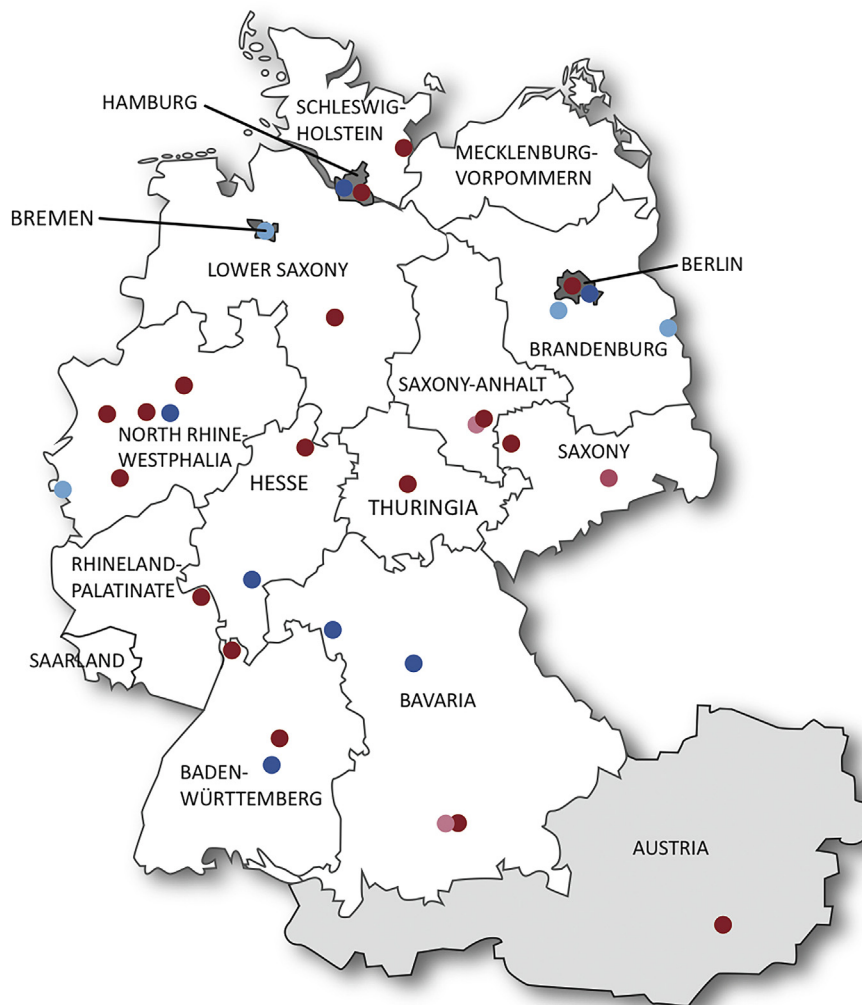 HAMBURG
SCHLESWIG-
HOLSTEIN
MECKLENBURG-
VORPOMMERN
BREMEN
LOWER SAXONY
BERLIN
BRANDENBURG
SAXONY-ANHALT
NORTH RHINE-
WESTPHALIA
HESSE
THURINGIA
SAXONY
RHINELAND-
PALATINATE
SAARLAND
BAVARIA
BADEN-
WÜRTTEMBERG
AUSTRIA